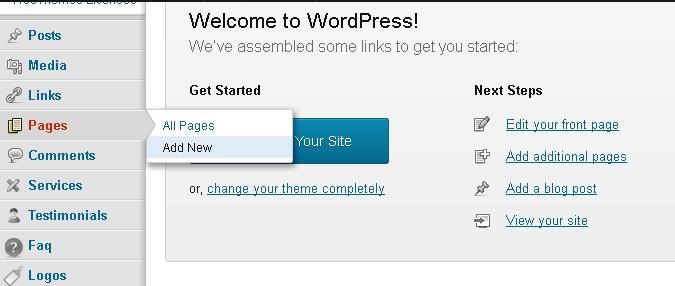 Posts
Media
Links
Pages
Comments
Services
Testimonials
Faq
Logos
All Pages
Add New
Welcome to WordPress!
We've assembled some links to get you started:
Get Started
Your Site
or, change your theme completely
Next Steps
Edit your front page
Add additional pages
Add a blog post
View your site